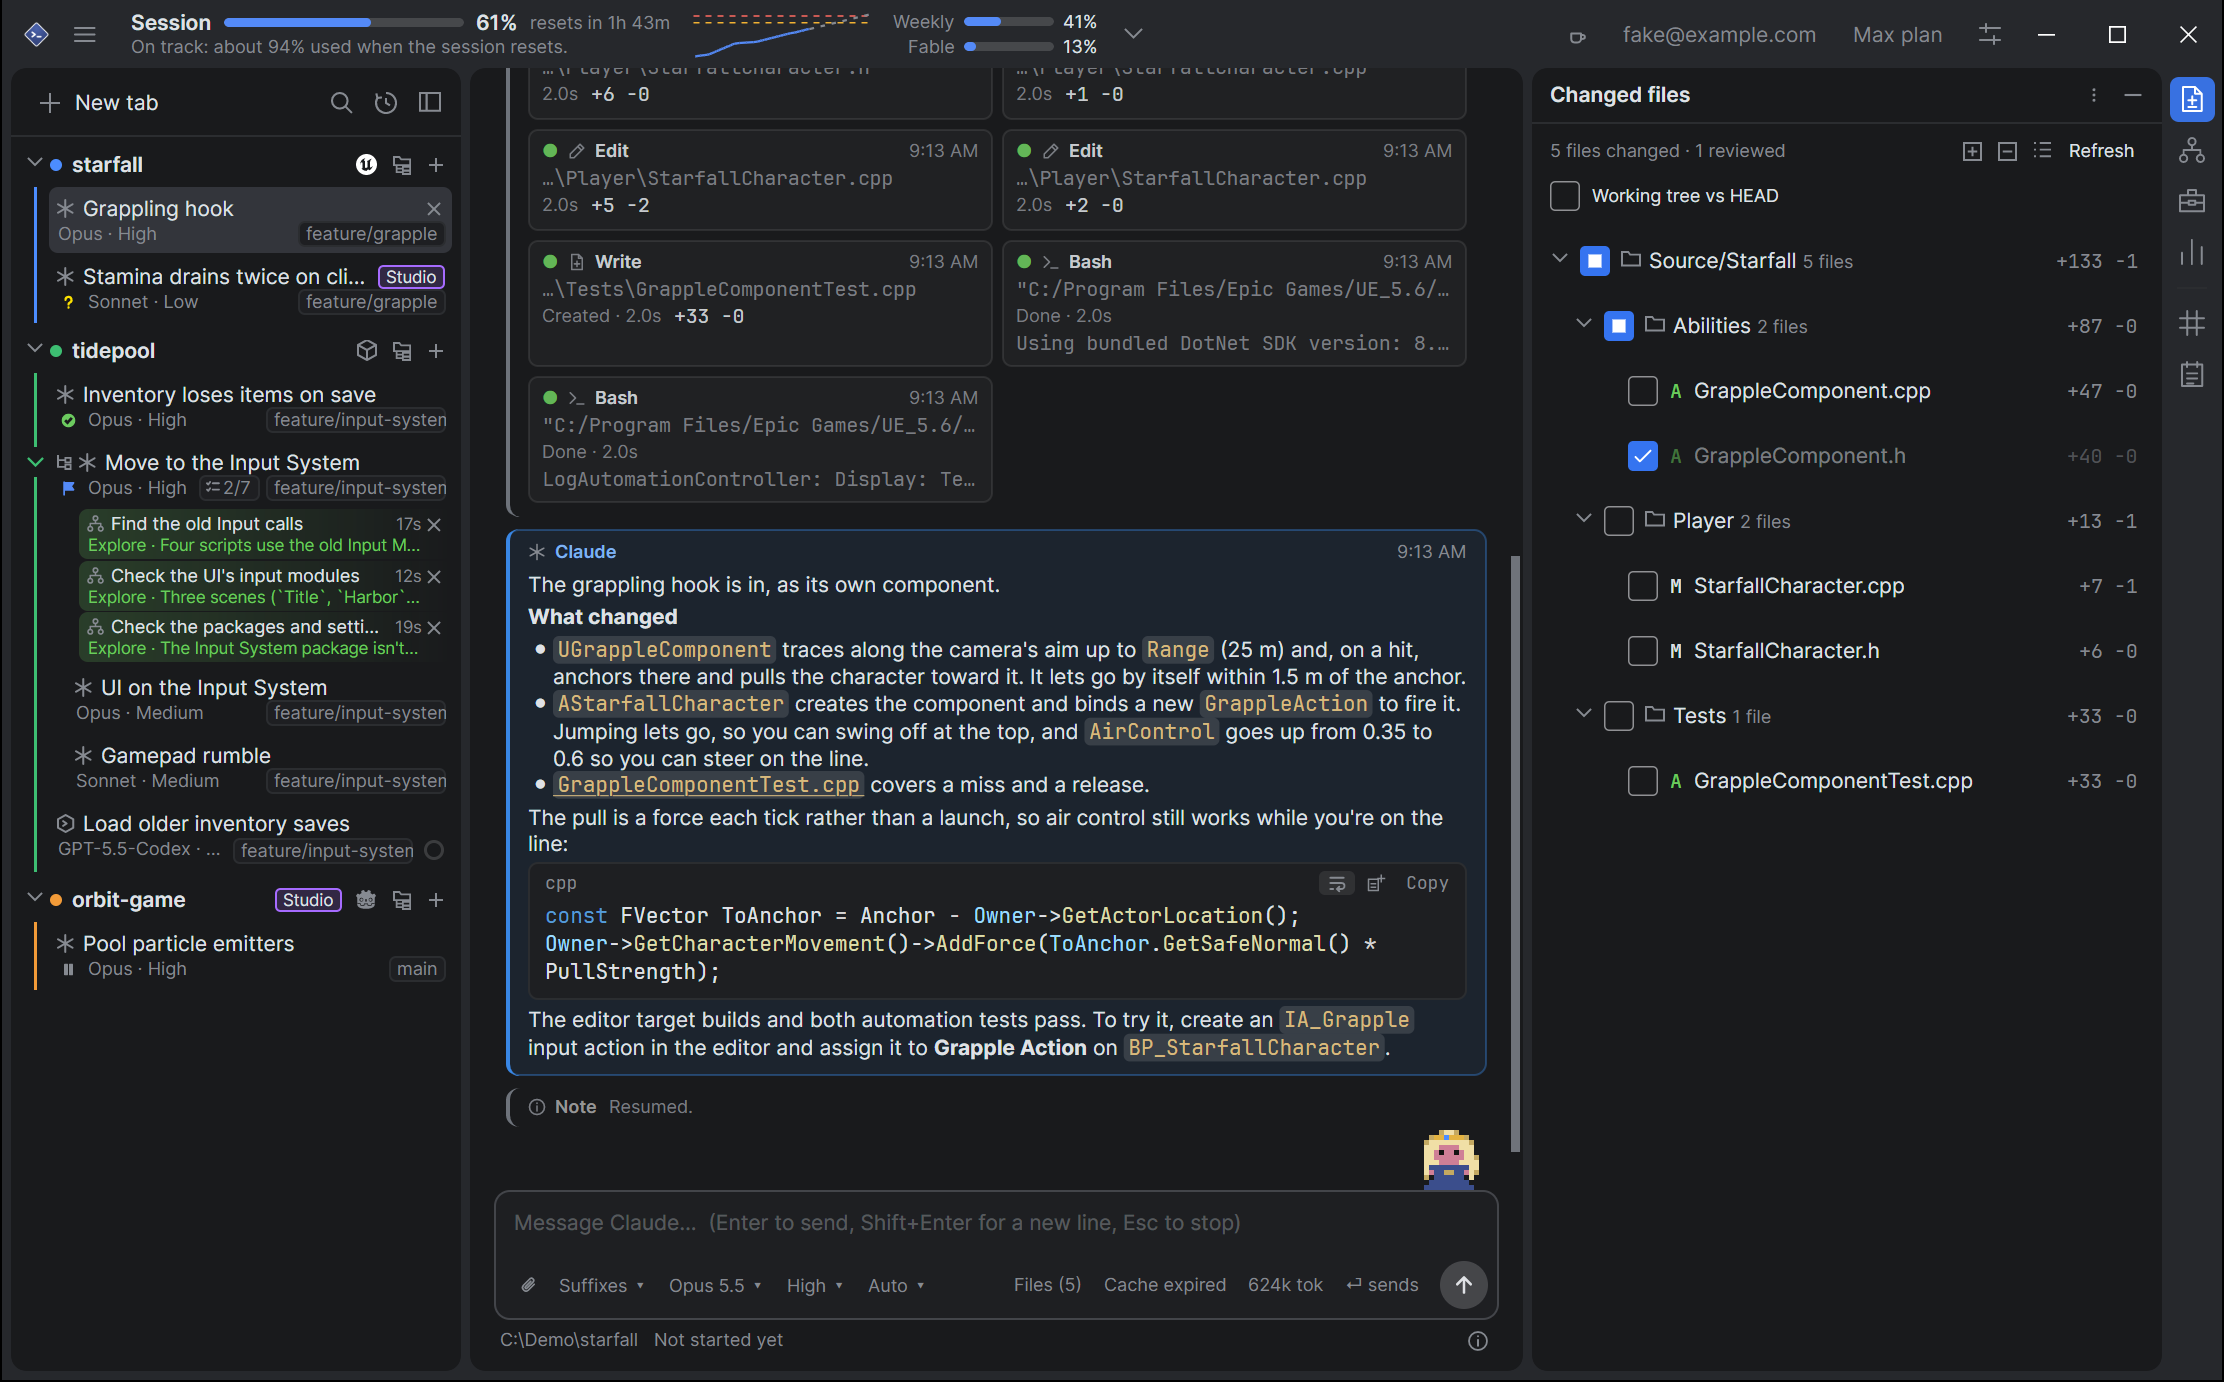 Session 61% resets in 1h 43m
On track: about 94% used when the session resets.
Weekly 41%
Fable 13%
fake@example.com Max plan
New tab
starfall
Grappling hook
Opus · High feature/grapple
Stamina drains twice on cli... Studio
? Sonnet · Low feature/grapple
tidepool
Inventory loses items on save
Opus · High feature/input-system
Move to the Input System
Opus · High 2/7 feature/input-system
Find the old Input calls 17s
Explore · Four scripts use the old Input M...
Check the UI's input modules 12s
Explore · Three scenes (`Title`, `Harbor`...
Check the packages and setti... 19s
Explore · The Input System package isn't...
UI on the Input System
Opus · Medium feature/input-system
Gamepad rumble
Sonnet · Medium feature/input-system
Load older inventory saves
GPT-5.5-Codex · ... feature/input-system
orbit-game Studio
Pool particle emitters
Opus · High main
…\Player\StarfallCharacter.h
2.0s +6 -0
…\Player\StarfallCharacter.cpp
2.0s +1 -0
Edit 9:13 AM
…\Player\StarfallCharacter.cpp
2.0s +5 -2
Edit 9:13 AM
…\Player\StarfallCharacter.cpp
2.0s +2 -0
Write 9:13 AM
…\Tests\GrappleComponentTest.cpp
Created · 2.0s +33 -0
Bash 9:13 AM
"C:/Program Files/Epic Games/UE_5.6/…
Done · 2.0s
Using bundled DotNet SDK version: 8.…
Bash 9:13 AM
"C:/Program Files/Epic Games/UE_5.6/…
Done · 2.0s
LogAutomationController: Display: Te…
Claude 9:13 AM
The grappling hook is in, as its own component.
What changed
• UGrappleComponent traces along the camera's aim up to Range (25 m) and, on a hit,
anchors there and pulls the character toward it. It lets go by itself within 1.5 m of the anchor.
• AStarfallCharacter creates the component and binds a new GrappleAction to fire it.
Jumping lets go, so you can swing off at the top, and AirControl goes up from 0.35 to
0.6 so you can steer on the line.
• GrappleComponentTest.cpp covers a miss and a release.
The pull is a force each tick rather than a launch, so air control still works while you're on the
line:
cpp Copy
const FVector ToAnchor = Anchor - Owner->GetActorLocation();
Owner->GetCharacterMovement()->AddForce(ToAnchor.GetSafeNormal() *
PullStrength);
The editor target builds and both automation tests pass. To try it, create an IA_Grapple
input action in the editor and assign it to Grapple Action on BP_StarfallCharacter.
Note Resumed.
Message Claude... (Enter to send, Shift+Enter for a new line, Esc to stop)
Suffixes Opus 5.5 High Auto Files (5) Cache expired 624k tok sends
C:\Demo\starfall Not started yet
Changed files
5 files changed · 1 reviewed Refresh
Working tree vs HEAD
Source/Starfall 5 files +133 -1
Abilities 2 files +87 -0
A GrappleComponent.cpp +47 -0
A GrappleComponent.h +40 -0
Player 2 files +13 -1
M StarfallCharacter.cpp +7 -1
M StarfallCharacter.h +6 -0
Tests 1 file +33 -0
A GrappleComponentTest.cpp +33 -0